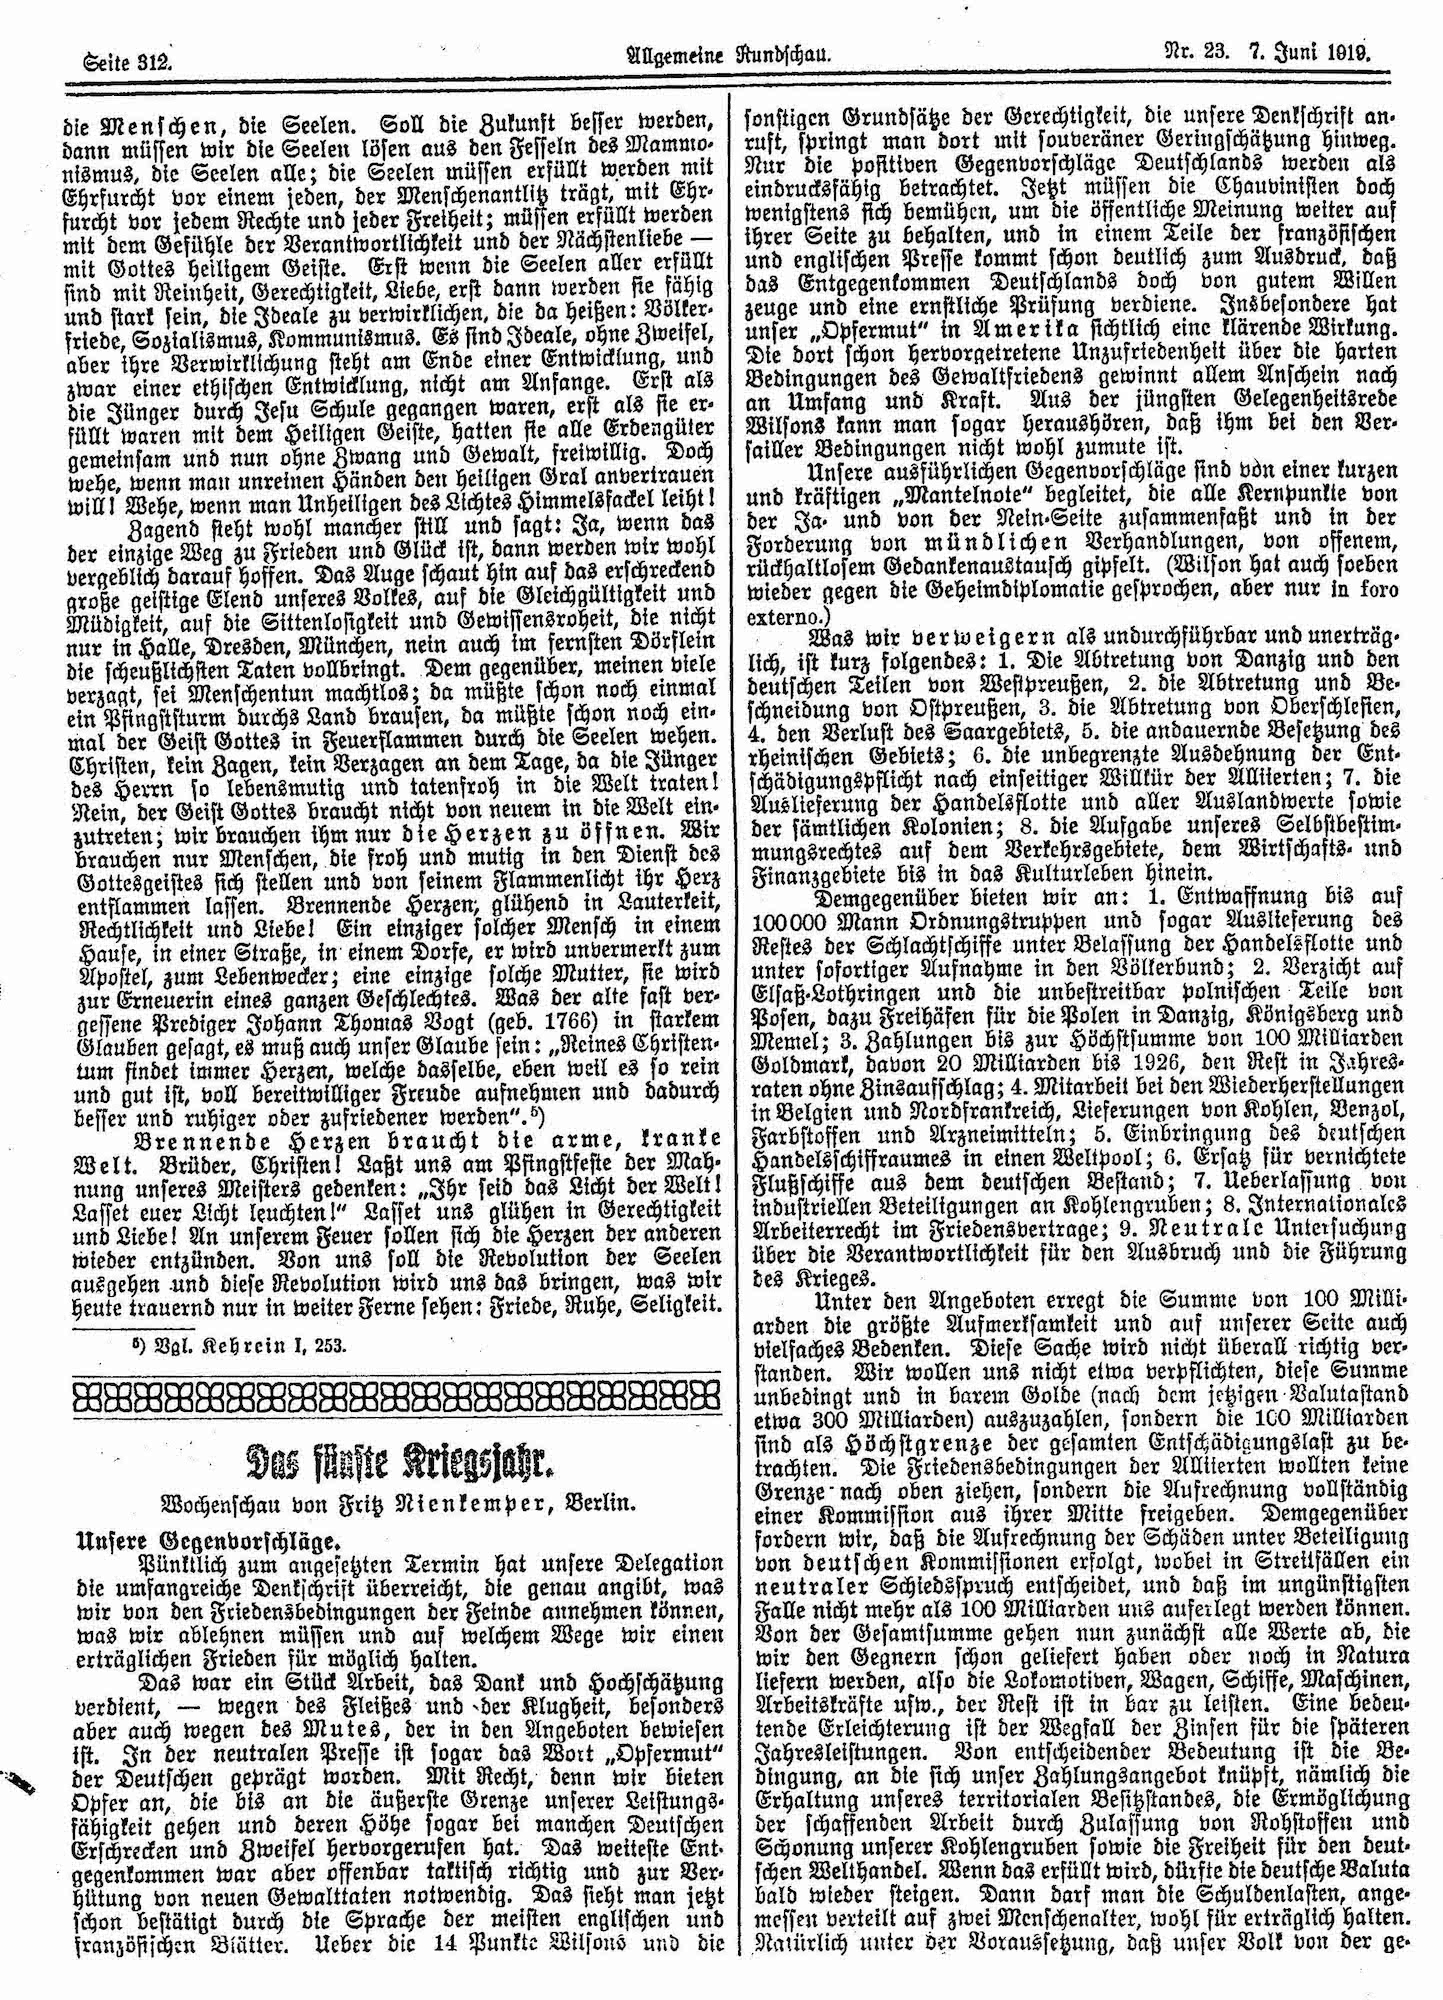 Seite 312.
Allgemeine Rundschau.
Nr. 23. 7. Juni 1919.
die Menschen, die Seelen. Soll die Zukunft besser werden,
dann müssen wir die Seelen lösen aus den Fesseln des Mammo-
nismus, die Seelen alle; die Seelen müssen erfüllt werden mit
Ehrfurcht vor einem jeden, der Menschenantlitz trägt, mit Ehr-
furcht vor jedem Rechte und jeder Freiheit; müssen erfüllt werden
mit dem Gefühle der Verantwortlichkeit und der Nächstenliebe —
mit Gottes heiligem Geiste. Erst wenn die Seelen aller erfüllt
sind mit Reinheit, Gerechtigkeit, Liebe, erst dann werden sie fähig
und stark sein, die Ideale zu verwirklichen, die da heißen: Völker-
friede, Sozialismus, Kommunismus. Es sind Ideale, ohne Zweifel,
aber ihre Verwirklichung steht am Ende einer Entwicklung, und
zwar einer ethischen Entwicklung, nicht am Anfange. Erst als
die Jünger durch Jesu Schule gegangen waren, erst als sie er-
füllt waren mit dem Heiligen Geiste, hatten sie alle Erdengüter
gemeinsam und nun ohne Zwang und Gewalt, freiwillig. Doch
wehe, wenn man unreinen Händen den heiligen Gral anvertrauen
will! Wehe, wenn man Unheiligen des Lichtes Himmelsfackel leiht!
Zagend steht wohl mancher still und sagt: Ja, wenn das
der einzige Weg zu Frieden und Glück ist, dann werden wir wohl
vergeblich darauf hoffen. Das Auge schaut hin auf das erschreckend
große geistige Elend unseres Volkes, auf die Gleichgültigkeit und
Müdigkeit, auf die Sittenlosigkeit und Gewissensroheit, die nicht
nur in Halle, Dresden, München, nein auch im fernsten Dörflein
die scheußlichsten Taten vollbringt. Dem gegenüber, meinen viele
verzagt, sei Menschentun machtlos; da müßte schon noch einmal
ein Pfingststurm durchs Land brausen, da müßte schon noch ein-
mal der Geist Gottes in Feuerflammen durch die Seelen wehen.
Christen, kein Zagen, kein Verzagen an dem Tage, da die Jünger
des Herrn so lebensmutig und tatenfroh in die Welt traten!
Nein, der Geist Gottes braucht nicht von neuem in die Welt ein-
zutreten; wir brauchen ihm nur die Herzen zu öffnen. Wir
brauchen nur Menschen, die froh und mutig in den Dienst des
Gottesgeistes sich stellen und von seinem Flammenlicht ihr Herz
entflammen lassen. Brennende Herzen, glühend in Lauterkeit,
Rechtlichkeit und Liebe! Ein einziger solcher Mensch in einem
Hause, in einer Straße, in einem Dorfe, er wird unvermerkt zum
Apostel, zum Lebenwecker; eine einzige solche Mutter, sie wird
zur Erneuerin eines ganzen Geschlechtes. Was der alte fast ver-
gessene Prediger Johann Thomas Vogt (geb. 1766) in starkem
Glauben gesagt, es muß auch unser Glaube sein: „Reines Christen-
tum findet immer Herzen, welche dasselbe, eben weil es so rein
und gut ist, voll bereitwilliger Freude aufnehmen und dadurch
besser und ruhiger oder zufriedener werden“.⁵)
Brennende Herzen braucht die arme, kranke
Welt. Brüder, Christen! Laßt uns am Pfingstfeste der Mah-
nung unseres Meisters gedenken: „Ihr seid das Licht der Welt!
Lasset euer Licht leuchten!“ Lasset uns glühen in Gerechtigkeit
und Liebe! An unserem Feuer sollen sich die Herzen der anderen
wieder entzünden. Von uns soll die Revolution der Seelen
ausgehen und diese Revolution wird uns das bringen, was wir
heute trauernd nur in weiter Ferne sehen: Friede, Ruhe, Seligkeit.
⁵) Vgl. Kehrein I, 253.
Das fünfte Kriegsjahr.
Wochenschau von Fritz Nienkemper, Berlin.
Unsere Gegenvorschläge.
Pünktlich zum angesetzten Termin hat unsere Delegation
die umfangreiche Denkschrift überreicht, die genau angibt, was
wir von den Friedensbedingungen der Feinde annehmen können,
was wir ablehnen müssen und auf welchem Wege wir einen
erträglichen Frieden für möglich halten.
Das war ein Stück Arbeit, das Dank und Hochschätzung
verdient, — wegen des Fleißes und der Klugheit, besonders
aber auch wegen des Mutes, der in den Angeboten bewiesen
ist. In der neutralen Presse ist sogar das Wort „Opfermut“
der Deutschen geprägt worden. Mit Recht, denn wir bieten
Opfer an, die bis an die äußerste Grenze unserer Leistungs-
fähigkeit gehen und deren Höhe sogar bei manchen Deutschen
Erschrecken und Zweifel hervorgerufen hat. Das weiteste Ent-
gegenkommen war aber offenbar taktisch richtig und zur Ver-
hütung von neuen Gewalttaten notwendig. Das sieht man jetzt
schon bestätigt durch die Sprache der meisten englischen und
französischen Blätter. Ueber die 14 Punkte Wilsons und die
sonstigen Grundsätze der Gerechtigkeit, die unsere Denkschrift an-
ruft, springt man dort mit souveräner Geringschätzung hinweg.
Nur die positiven Gegenvorschläge Deutschlands werden als
eindrucksfähig betrachtet. Jetzt müssen die Chauvinisten doch
wenigstens sich bemühen, um die öffentliche Meinung weiter auf
ihrer Seite zu behalten, und in einem Teile der französischen
und englischen Presse kommt schon deutlich zum Ausdruck, daß
das Entgegenkommen Deutschlands doch von gutem Willen
zeuge und eine ernstliche Prüfung verdiene. Insbesondere hat
unser „Opfermut“ in Amerika sichtlich eine klärende Wirkung.
Die dort schon hervorgetretene Unzufriedenheit über die harten
Bedingungen des Gewaltfriedens gewinnt allem Anschein nach
an Umfang und Kraft. Aus der jüngsten Gelegenheitsrede
Wilsons kann man sogar heraushören, daß ihm bei den Ver-
sailler Bedingungen nicht wohl zumute ist.
Unsere ausführlichen Gegenvorschläge sind von einer kurzen
und kräftigen „Mantelnote“ begleitet, die alle Kernpunkte von
der Ja- und von der Nein-Seite zusammenfaßt und in der
Forderung von mündlichen Verhandlungen, von offenem,
rückhaltlosem Gedankenaustausch gipfelt. (Wilson hat auch soeben
wieder gegen die Geheimdiplomatie gesprochen, aber nur in foro
externo.)
Was wir verweigern als undurchführbar und unerträg-
lich, ist kurz folgendes: 1. Die Abtretung von Danzig und den
deutschen Teilen von Westpreußen, 2. die Abtretung und Be-
schneidung von Ostpreußen, 3. die Abtretung von Oberschlesien,
4. den Verlust des Saargebiets, 5. die andauernde Besetzung des
rheinischen Gebiets; 6. die unbegrenzte Ausdehnung der Ent-
schädigungspflicht nach einseitiger Willkür der Alliierten; 7. die
Auslieferung der Handelsflotte und aller Auslandwerte sowie
der sämtlichen Kolonien; 8. die Aufgabe unseres Selbstbestim-
mungsrechtes auf dem Verkehrsgebiete, dem Wirtschafts- und
Finanzgebiete bis in das Kulturleben hinein.
Demgegenüber bieten wir an: 1. Entwaffnung bis auf
100 000 Mann Ordnungstruppen und sogar Auslieferung des
Restes der Schlachtschiffe unter Belassung der Handelsflotte und
unter sofortiger Aufnahme in den Völkerbund; 2. Verzicht auf
Elsaß-Lothringen und die unbestreitbar polnischen Teile von
Posen, dazu Freihäfen für die Polen in Danzig, Königsberg und
Memel; 3. Zahlungen bis zur Höchstsumme von 100 Milliarden
Goldmark, davon 20 Milliarden bis 1926, den Rest in Jahres-
raten ohne Zinsaufschlag; 4. Mitarbeit bei den Wiederherstellungen
in Belgien und Nordfrankreich, Lieferungen von Kohlen, Benzol,
Farbstoffen und Arzneimitteln; 5. Einbringung des deutschen
Handelsschiffraumes in einen Weltpool; 6. Ersatz für vernichtete
Flußschiffe aus dem deutschen Bestand; 7. Ueberlassung von
industriellen Beteiligungen an Kohlengruben; 8. Internationales
Arbeiterrecht im Friedensvertrage; 9. Neutrale Untersuchung
über die Verantwortlichkeit für den Ausbruch und die Führung
des Krieges.
Unter den Angeboten erregt die Summe von 100 Milli-
arden die größte Aufmerksamkeit und auf unserer Seite auch
vielfaches Bedenken. Diese Sache wird nicht überall richtig ver-
standen. Wir wollen uns nicht etwa verpflichten, diese Summe
unbedingt und in barem Golde (nach dem jetzigen Valutastand
etwa 300 Milliarden) auszuzahlen, sondern die 100 Milliarden
sind als Höchstgrenze der gesamten Entschädigungslast zu be-
trachten. Die Friedensbedingungen der Alliierten wollten keine
Grenze nach oben ziehen, sondern die Aufrechnung vollständig
einer Kommission aus ihrer Mitte freigeben. Demgegenüber
fordern wir, daß die Aufrechnung der Schäden unter Beteiligung
von deutschen Kommissionen erfolgt, wobei in Streitfällen ein
neutraler Schiedsspruch entscheidet, und daß im ungünstigsten
Falle nicht mehr als 100 Milliarden uns auferlegt werden können.
Von der Gesamtsumme gehen nun zunächst alle Werte ab, die
wir den Gegnern schon geliefert haben oder noch in Natura
liefern werden, also die Lokomotiven, Wagen, Schiffe, Maschinen,
Arbeitskräfte usw., der Rest ist in bar zu leisten. Eine bedeu-
tende Erleichterung ist der Wegfall der Zinsen für die späteren
Jahresleistungen. Von entscheidender Bedeutung ist die Be-
dingung, an die sich unser Zahlungsangebot knüpft, nämlich die
Erhaltung unseres territorialen Besitzstandes, die Ermöglichung
der schaffenden Arbeit durch Zulassung von Rohstoffen und
Schonung unserer Kohlengruben sowie die Freiheit für den deut-
schen Welthandel. Wenn das erfüllt wird, dürfte die deutsche Valuta
bald wieder steigen. Dann darf man die Schuldenlasten, ange-
messen verteilt auf zwei Menschenalter, wohl für erträglich halten.
Natürlich unter der Voraussetzung, daß unser Volk von der ge-